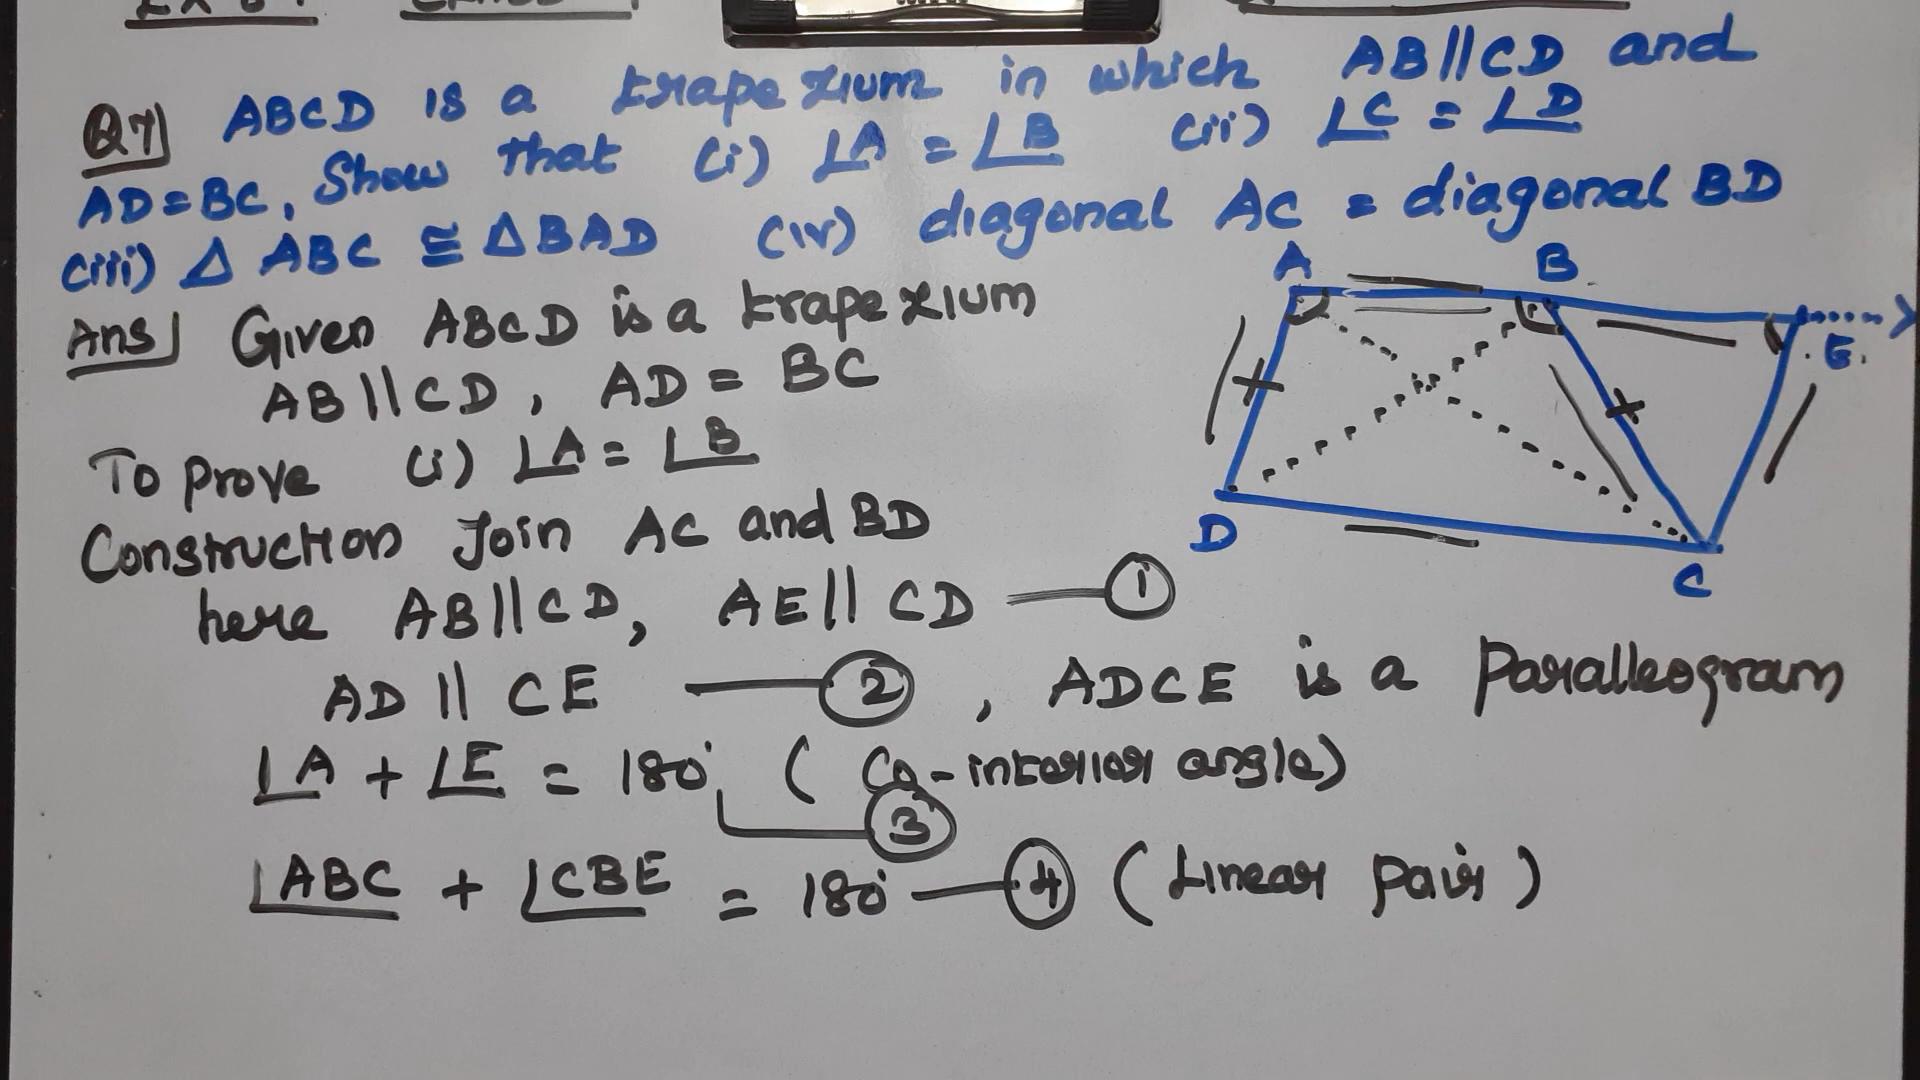 Q7) ABCD is a trapezium in which AB||CD and
AD=BC, Show that (i) ∠A = ∠B (ii) ∠C = ∠D
(iii) Δ ABC ≅ ΔBAD (iv) diagonal AC = diagonal BD
Ans) Given ABCD is a trapezium
AB||CD, AD = BC
To prove (i) ∠A = ∠B
Construction Join AC and BD
here AB||CD, AE|| CD — 1
AD || CE — 2, ADCE is a Paralleogram
∠A + ∠E = 180° ( Co-interior angle)
3
∠ABC + ∠CBE = 180° — 4 ( Linear pair )
A B
E.
D
C